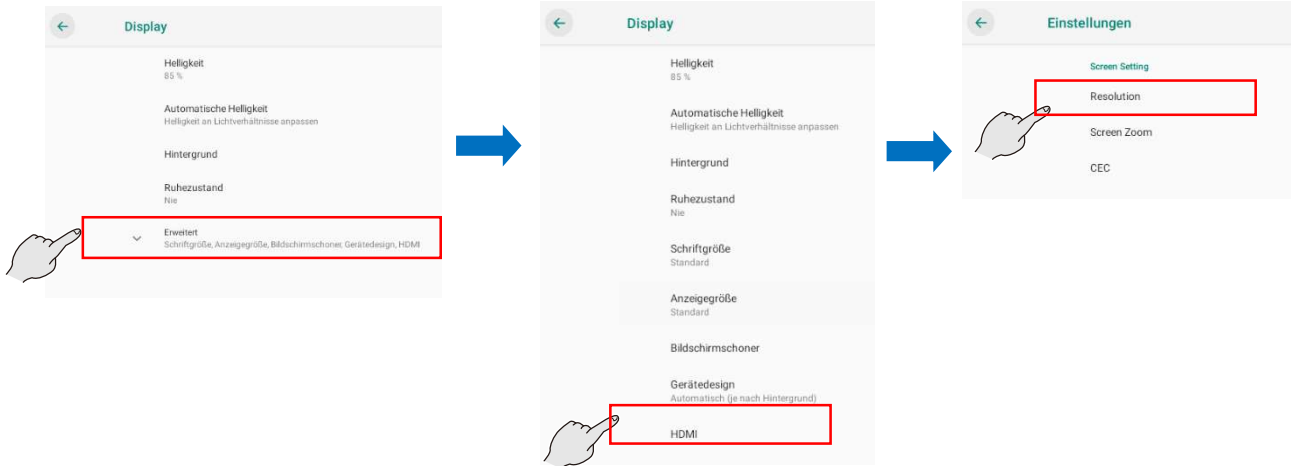 Display
Helligkeit
85 %
Automatische Helligkeit
Helligkeit an Lichtverhältnisse anpassen
Hintergrund
Ruhezustand
Nie
Erweitert
Schriftgröße, Anzeigegröße, Bildschirmschoner, Gerätedesign, HDMI
Display
Helligkeit
85 %
Automatische Helligkeit
Helligkeit an Lichtverhältnisse anpassen
Hintergrund
Ruhezustand
Nie
Schriftgröße
Standard
Anzeigegröße
Standard
Bildschirmschoner
Gerätedesign
Automatisch (je nach Hintergrund)
HDMI
Einstellungen
Screen Setting
Resolution
Screen Zoom
CEC